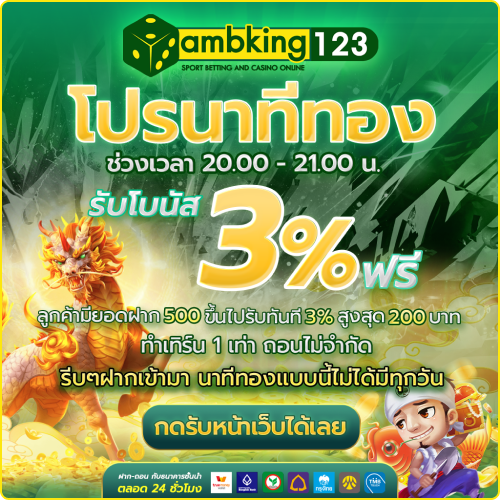 ambking123
SPORT BETTING AND CASINO ONLINE
โปรนาทีทอง
ช่วงเวลา 20.00 - 21.00 น.
รับโบนัส 3% ฟรี
ลูกค้ามียอดฝาก 500 ขึ้นไปรับทันที 3% สูงสุด 200 บาท
ทำเทิร์น 1 เท่า ถอนไม่จำกัด
รีบๆฝากเข้ามา นาทีทองแบบนี้ไม่ได้มีทุกวัน
กดรับหน้าเว็บได้เลย
ฝาก-ถอน กับธนาคารชั้นนำ
ตลอด 24 ชั่วโมง
กรุงไทย